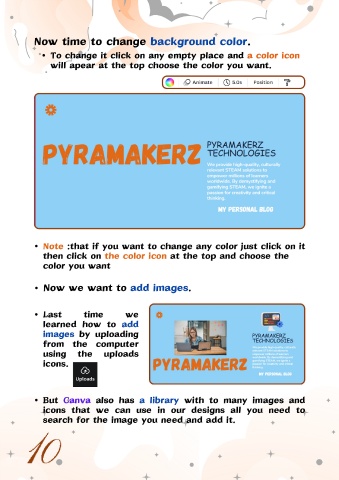 Now time to change background color.
• To change it click on any empty place and a color icon
will apear at the top choose the color you want.
Animate 5.0s Position
PYRAMAKERZ
PYRAMAKERZ
TECHNOLOGIES
We provide high-quality, culturally
relevant STEAM solutions to
empower millions of learners
worldwide. By demystifying and
gamifying STEAM, we ignite a
passion for creativity and critical
thinking.
MY PERSONAL BLOG
• Note :that if you want to change any color just click on it
then click on the color icon at the top and choose the
color you want
• Now we want to add images.
• Last time we
learned how to add
images by uploading
from the computer
using the uploads
icons.
Uploads
PYRAMAKERZ
PYRAMAKERZ
TECHNOLOGIES
MY PERSONAL BLOG
• But Canva also has a library with to many images and
icons that we can use in our designs all you need to
search for the image you need and add it.
10